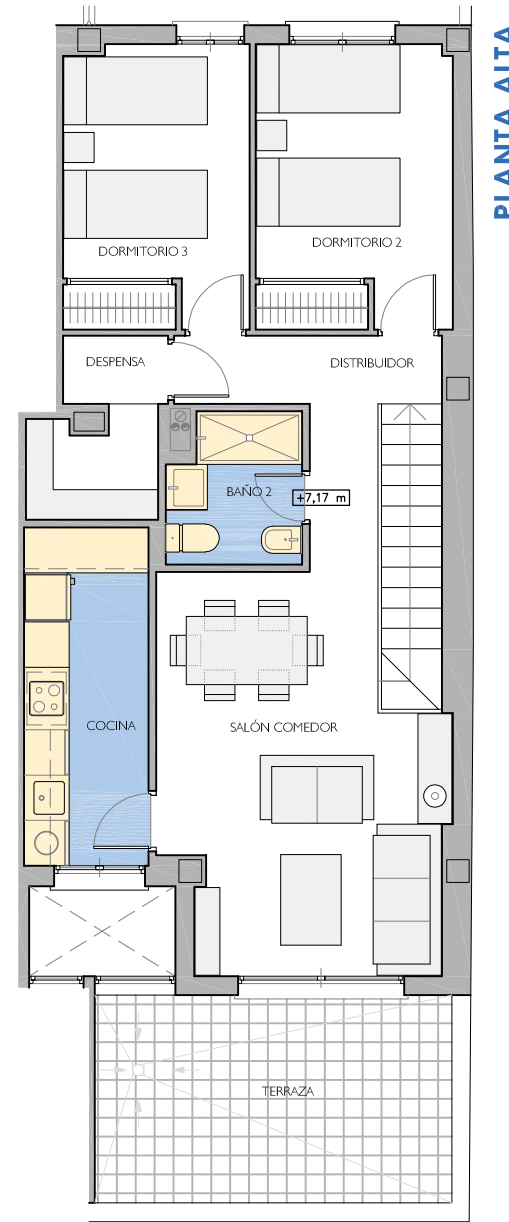 PLANTA ALTA
DORMITORIO 3
DORMITORIO 2
DESPENSA
DISTRIBUIDOR
BAÑO 2
+7,17 m
COCINA
SALÓN COMEDOR
TERRAZA